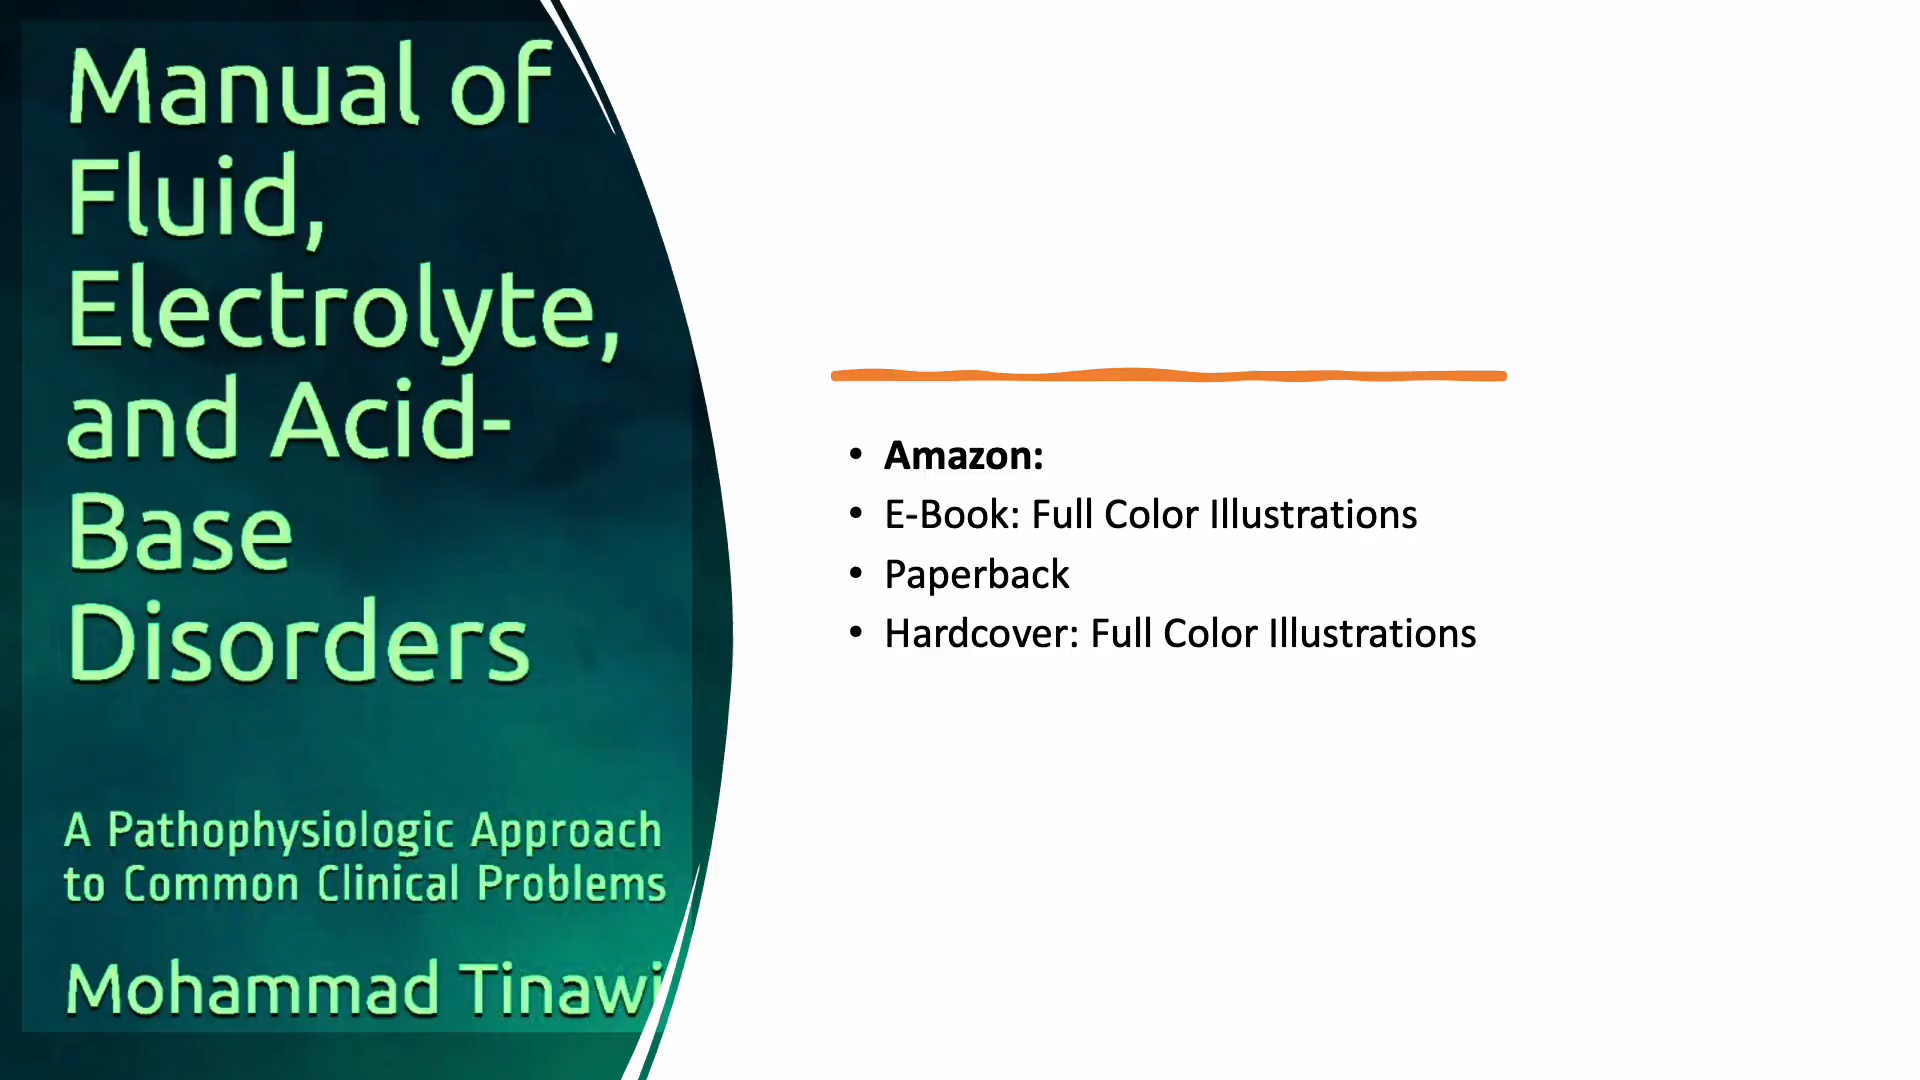 Manual of
Fluid,
Electrolyte,
and Acid-
Base
Disorders
A Pathophysiologic Approach
to Common Clinical Problems
Mohammad Tinawi
• Amazon:
• E-Book: Full Color Illustrations
• Paperback
• Hardcover: Full Color Illustrations